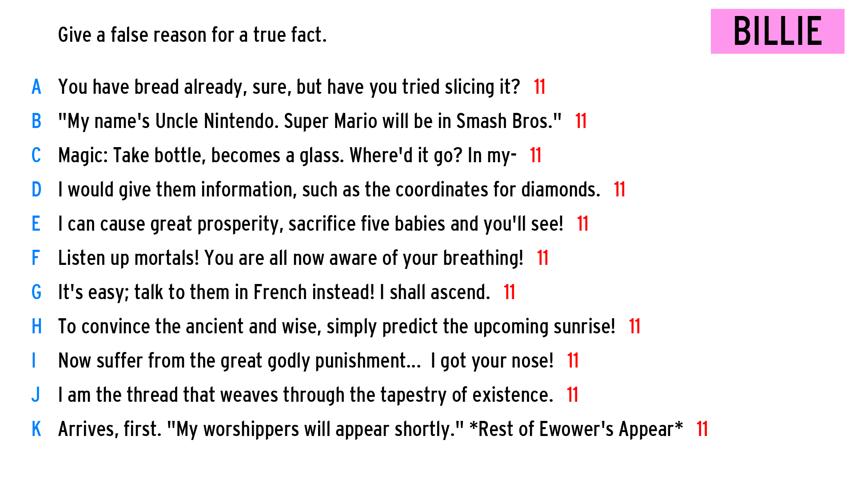 Give a false reason for a true fact.
BILLIE
A You have bread already, sure, but have you tried slicing it? 11
B "My name's Uncle Nintendo. Super Mario will be in Smash Bros." 11
C Magic: Take bottle, becomes a glass. Where'd it go? In my- 11
D I would give them information, such as the coordinates for diamonds. 11
E I can cause great prosperity, sacrifice five babies and you'll see! 11
F Listen up mortals! You are all now aware of your breathing! 11
G It's easy; talk to them in French instead! I shall ascend. 11
H To convince the ancient and wise, simply predict the upcoming sunrise! 11
I Now suffer from the great godly punishment... I got your nose! 11
J I am the thread that weaves through the tapestry of existence. 11
K Arrives, first. "My worshippers will appear shortly." *Rest of Ewower's Appear* 11